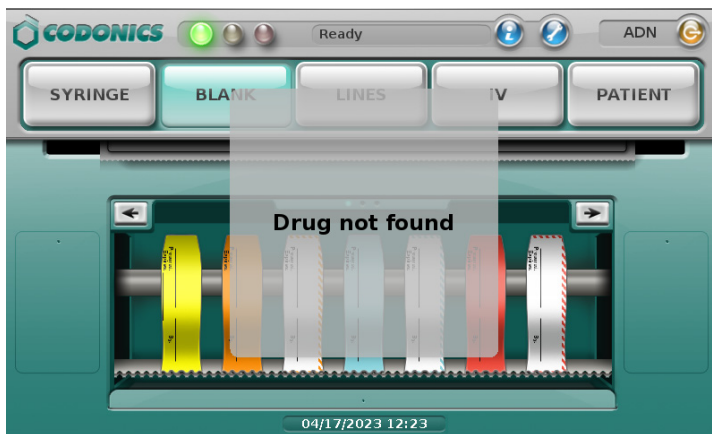 CODONICS
Ready
ADN
SYRINGE
BLANK
LINES
IV
PATIENT
Drug not found
04/17/2023 12:23